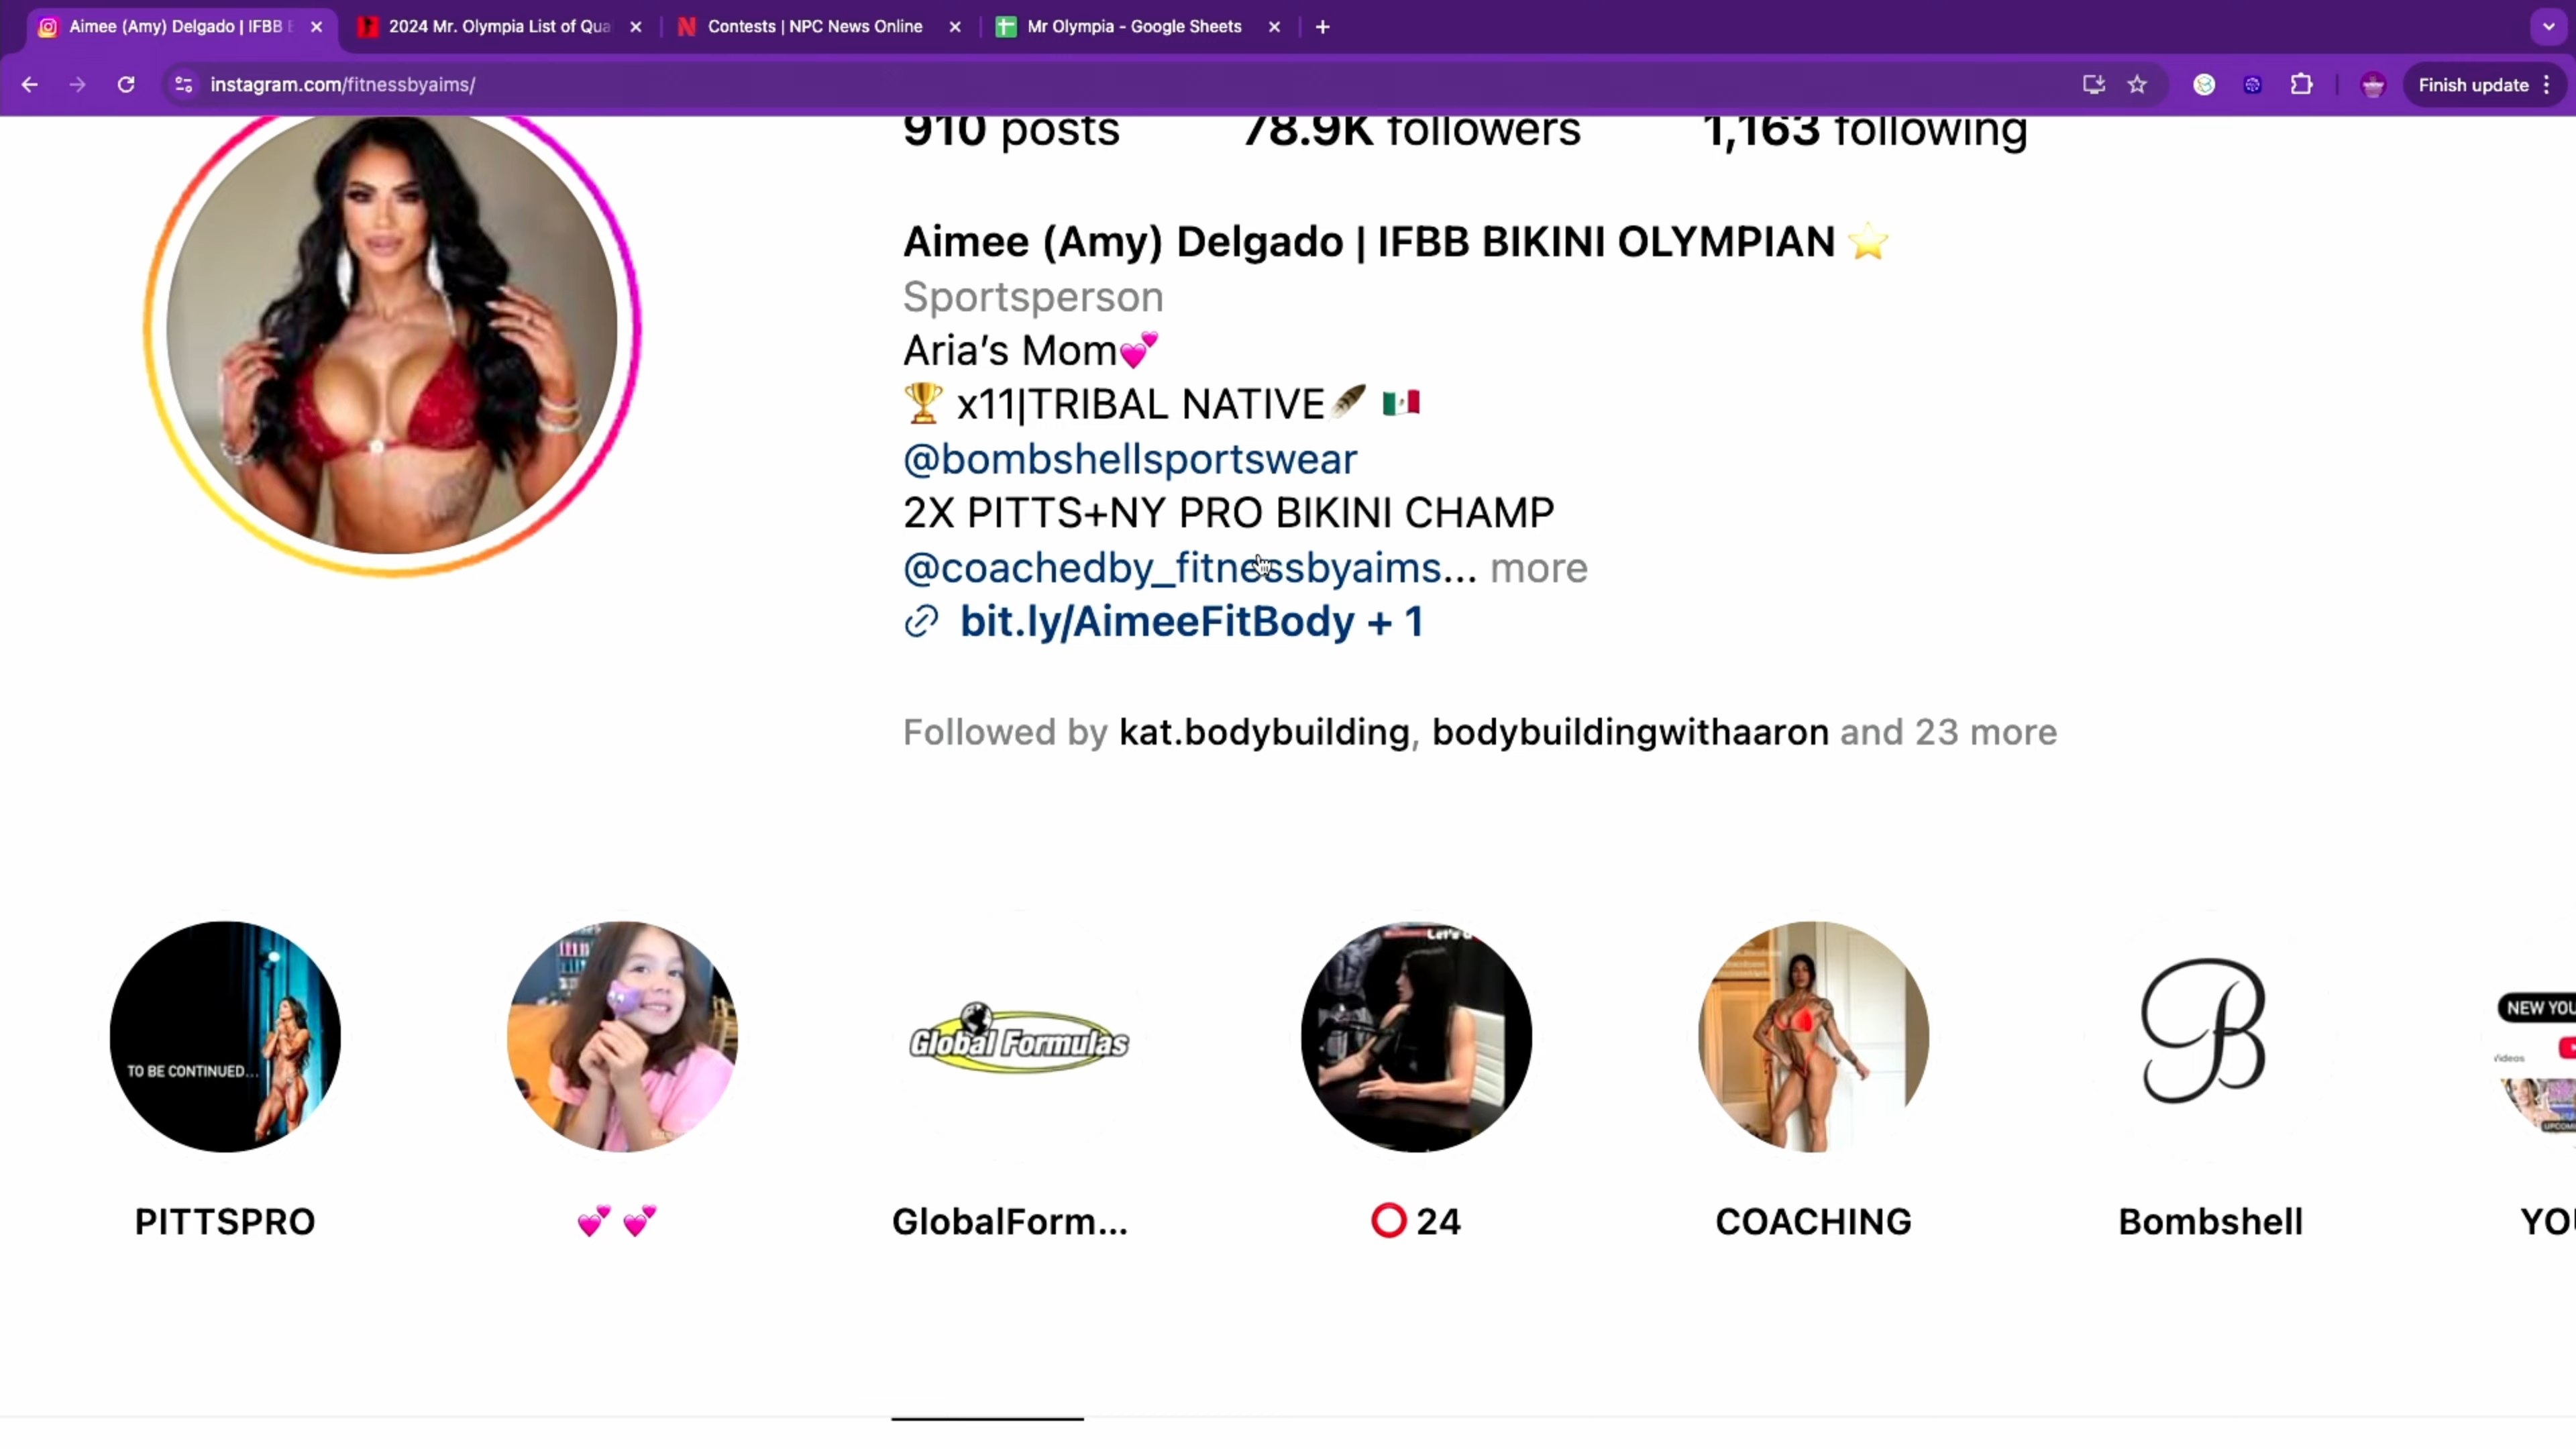 Aimee (Amy) Delgado | IFBB
2024 Mr. Olympia List of Qua
Contests | NPC News Online
Mr Olympia - Google Sheets
instagram.com/fitnessbyaims/
Finish update
910 posts
78.9K followers
1,163 following
Aimee (Amy) Delgado | IFBB BIKINI OLYMPIAN ⭐
Sportsperson
Aria’s Mom💕
🏆 x11|TRIBAL NATIVE🪶 🇲🇽
@bombshellsportswear
2X PITTS+NY PRO BIKINI CHAMP
@coachedby_fitnessbyaims... more
bit.ly/AimeeFitBody + 1
Followed by kat.bodybuilding, bodybuildingwithaaron and 23 more
TO BE CONTINUED...
Global Formulas
Let's
B
NEW YOU
Videos
UPCOM
PITTSPRO
💕 💕
GlobalForm...
⭕ 24
COACHING
Bombshell
YO